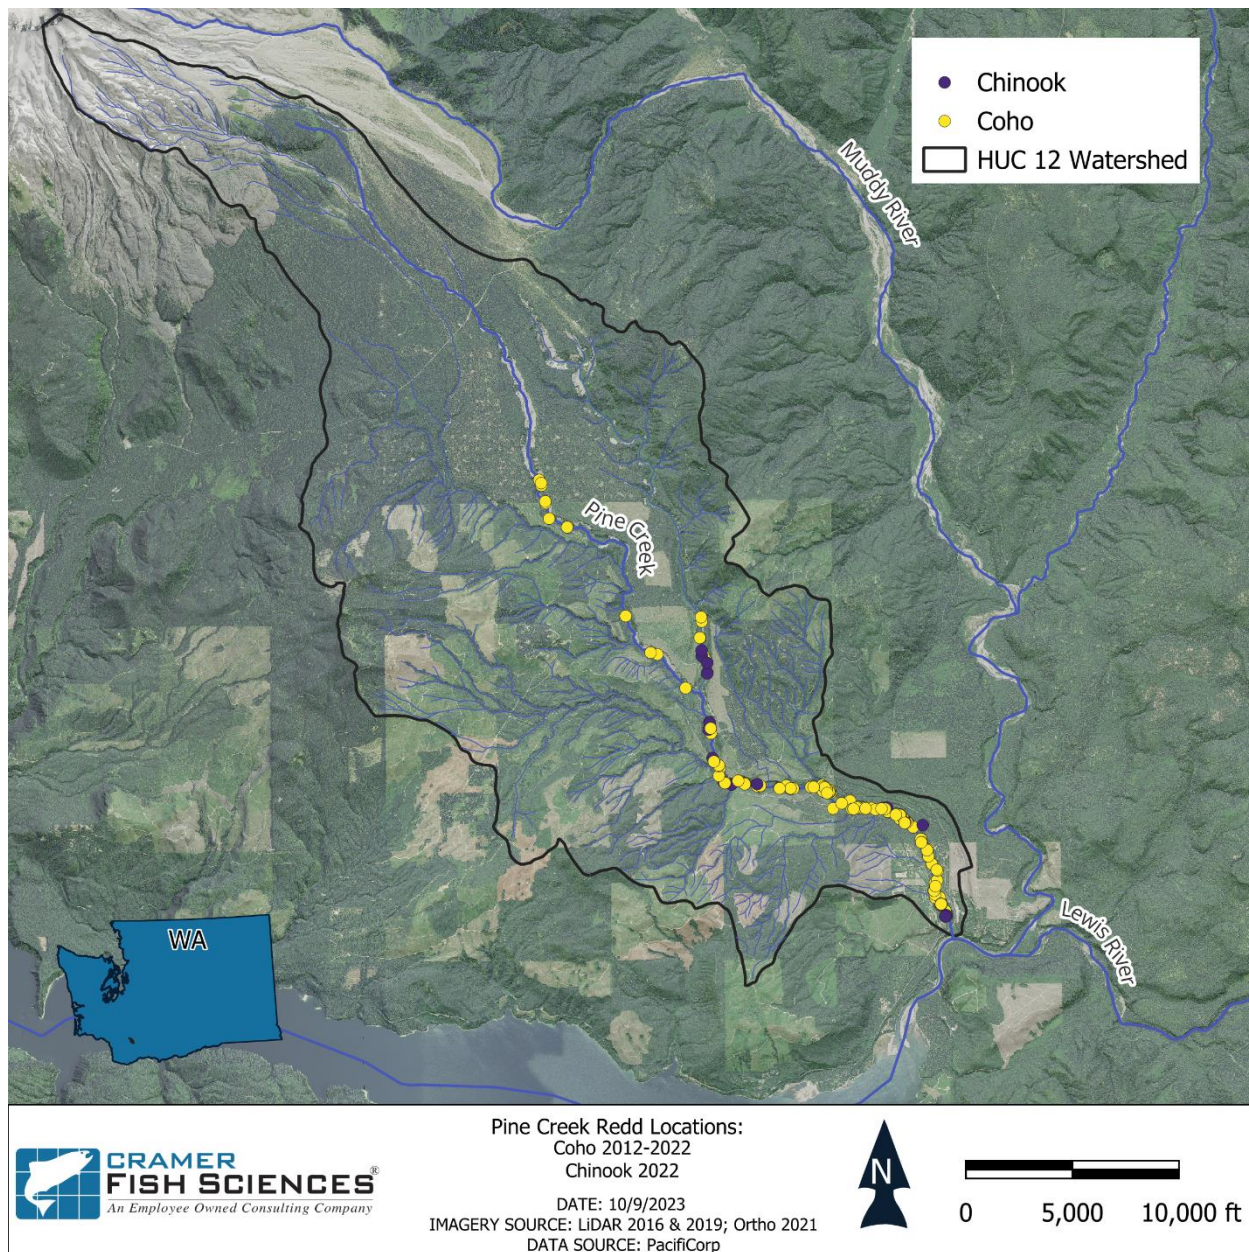 Chinook
Coho
HUC 12 Watershed
Muddy River
Pine Creek
Lewis River
WA
CRAMER
FISH SCIENCES®
An Employee Owned Consulting Company
Pine Creek Redd Locations:
Coho 2012-2022
Chinook 2022
DATE: 10/9/2023
IMAGERY SOURCE: LiDAR 2016 & 2019; Ortho 2021
DATA SOURCE: PacifiCorp
N
0 5,000 10,000 ft